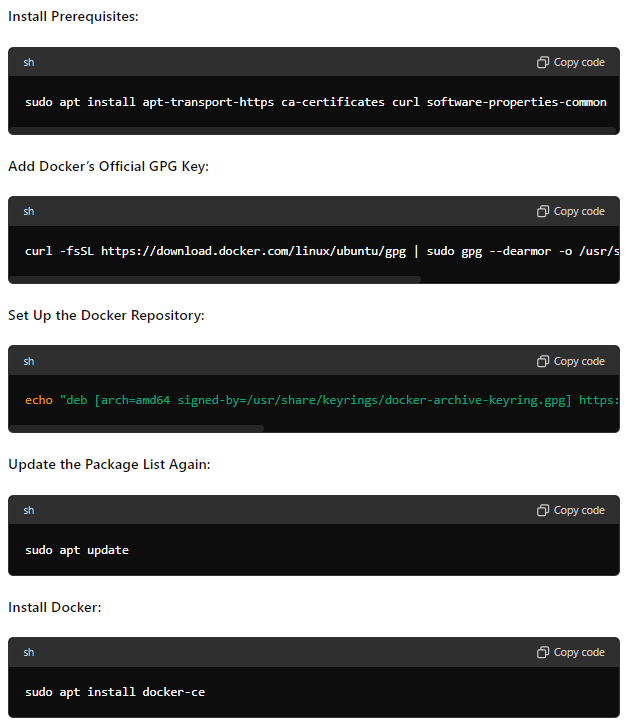 Install Prerequisites:
sh
Copy code
sudo apt install apt-transport-https ca-certificates curl software-properties-common
Add Docker’s Official GPG Key:
sh
Copy code
curl -fsSL https://download.docker.com/linux/ubuntu/gpg | sudo gpg --dearmor -o /usr/s
Set Up the Docker Repository:
sh
Copy code
echo "deb [arch=amd64 signed-by=/usr/share/keyrings/docker-archive-keyring.gpg] https:
Update the Package List Again:
sh
Copy code
sudo apt update
Install Docker:
sh
Copy code
sudo apt install docker-ce